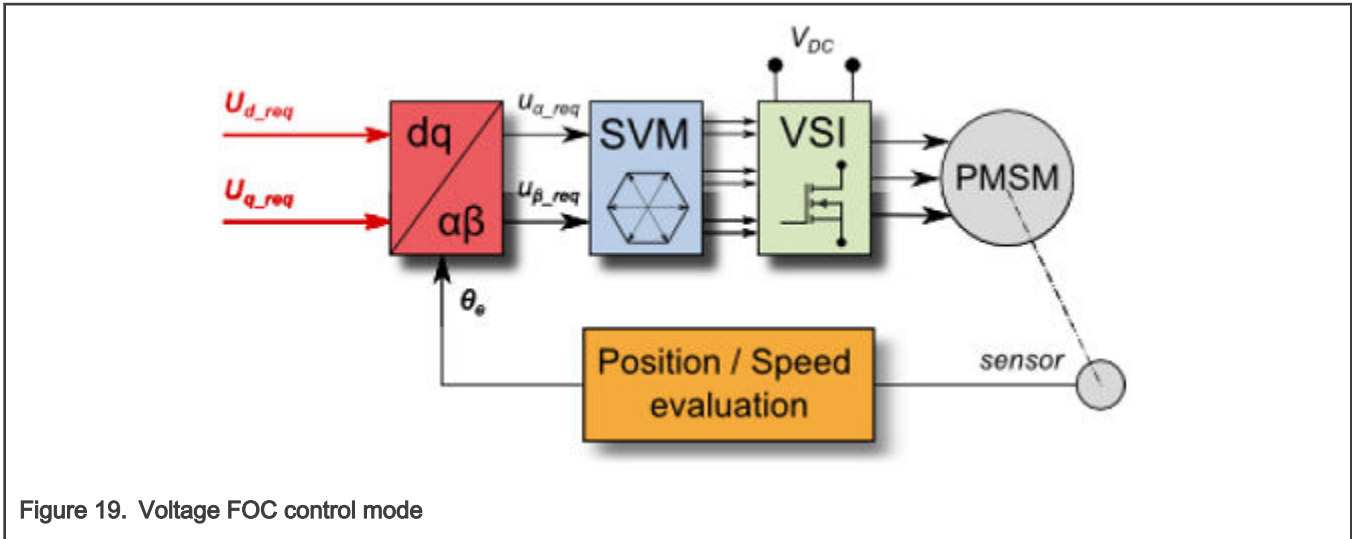 V_DC
U_d_req
dq
u_α_req
SVM
VSI
PMSM
U_q_req
αβ
u_β_req
θ_e
Position / Speed
evaluation
sensor
Figure 19. Voltage FOC control mode